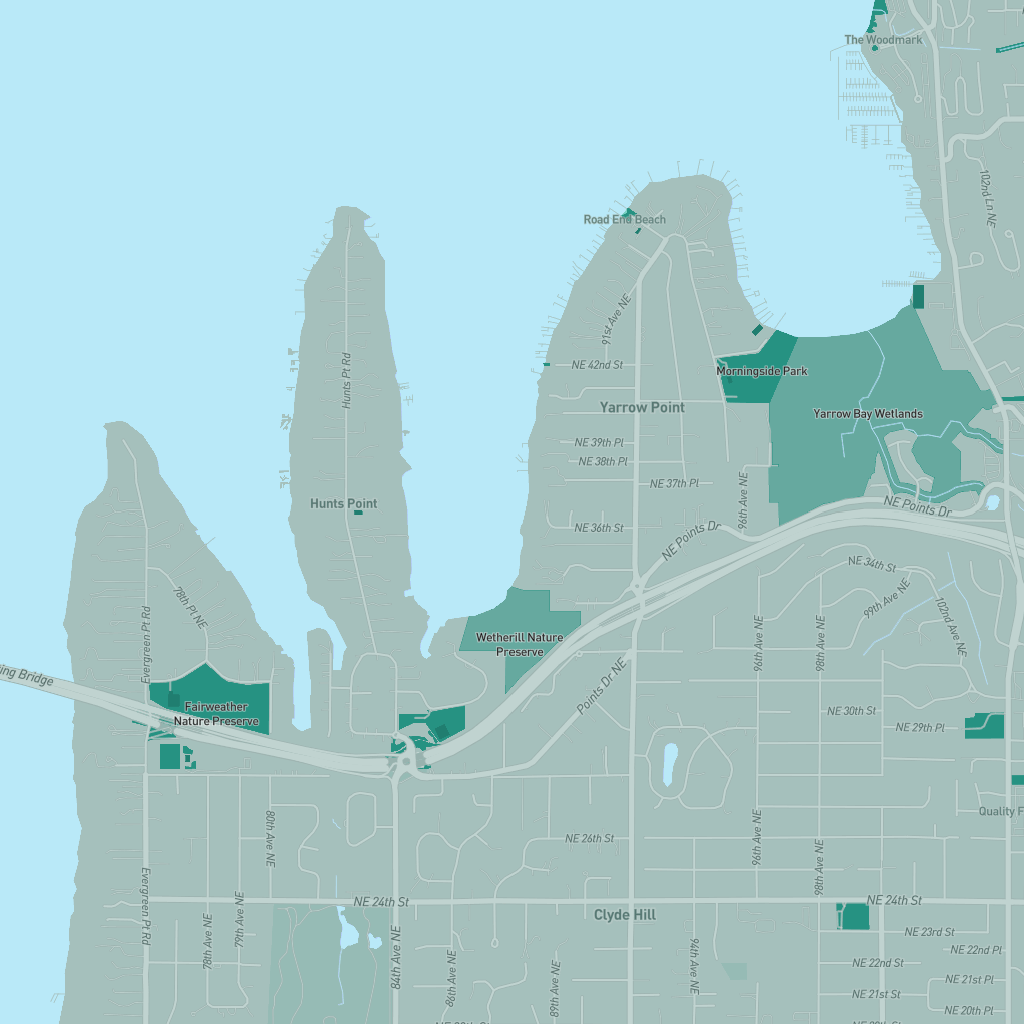 The Woodmark
102nd Ln NE
Road End Beach
91st Ave NE
Hunts Pt Rd
NE 42nd St
Morningside Park
Yarrow Point
Yarrow Bay Wetlands
NE 39th Pl
NE 38th Pl
NE 37th Pl
96th Ave NE
Hunts Point
NE Points Dr
NE 36th St
NE Points Dr
NE 34th St
78th Pl NE
99th Ave NE
102nd Ave NE
Evergreen Pt Rd
Wetherill Nature
Preserve
96th Ave NE
98th Ave NE
ing Bridge
Points Dr NE
Fairweather
Nature Preserve
NE 30th St
NE 29th Pl
Quality F
80th Ave NE
NE 26th St
96th Ave NE
98th Ave NE
Evergreen Pt Rd
NE 24th St
NE 24th St
Clyde Hill
78th Ave NE
79th Ave NE
NE 23rd St
84th Ave NE
NE 22nd Pl
86th Ave NE
89th Ave NE
94th Ave NE
NE 22nd St
NE 21st Pl
NE 21st St
NE 20th Pl